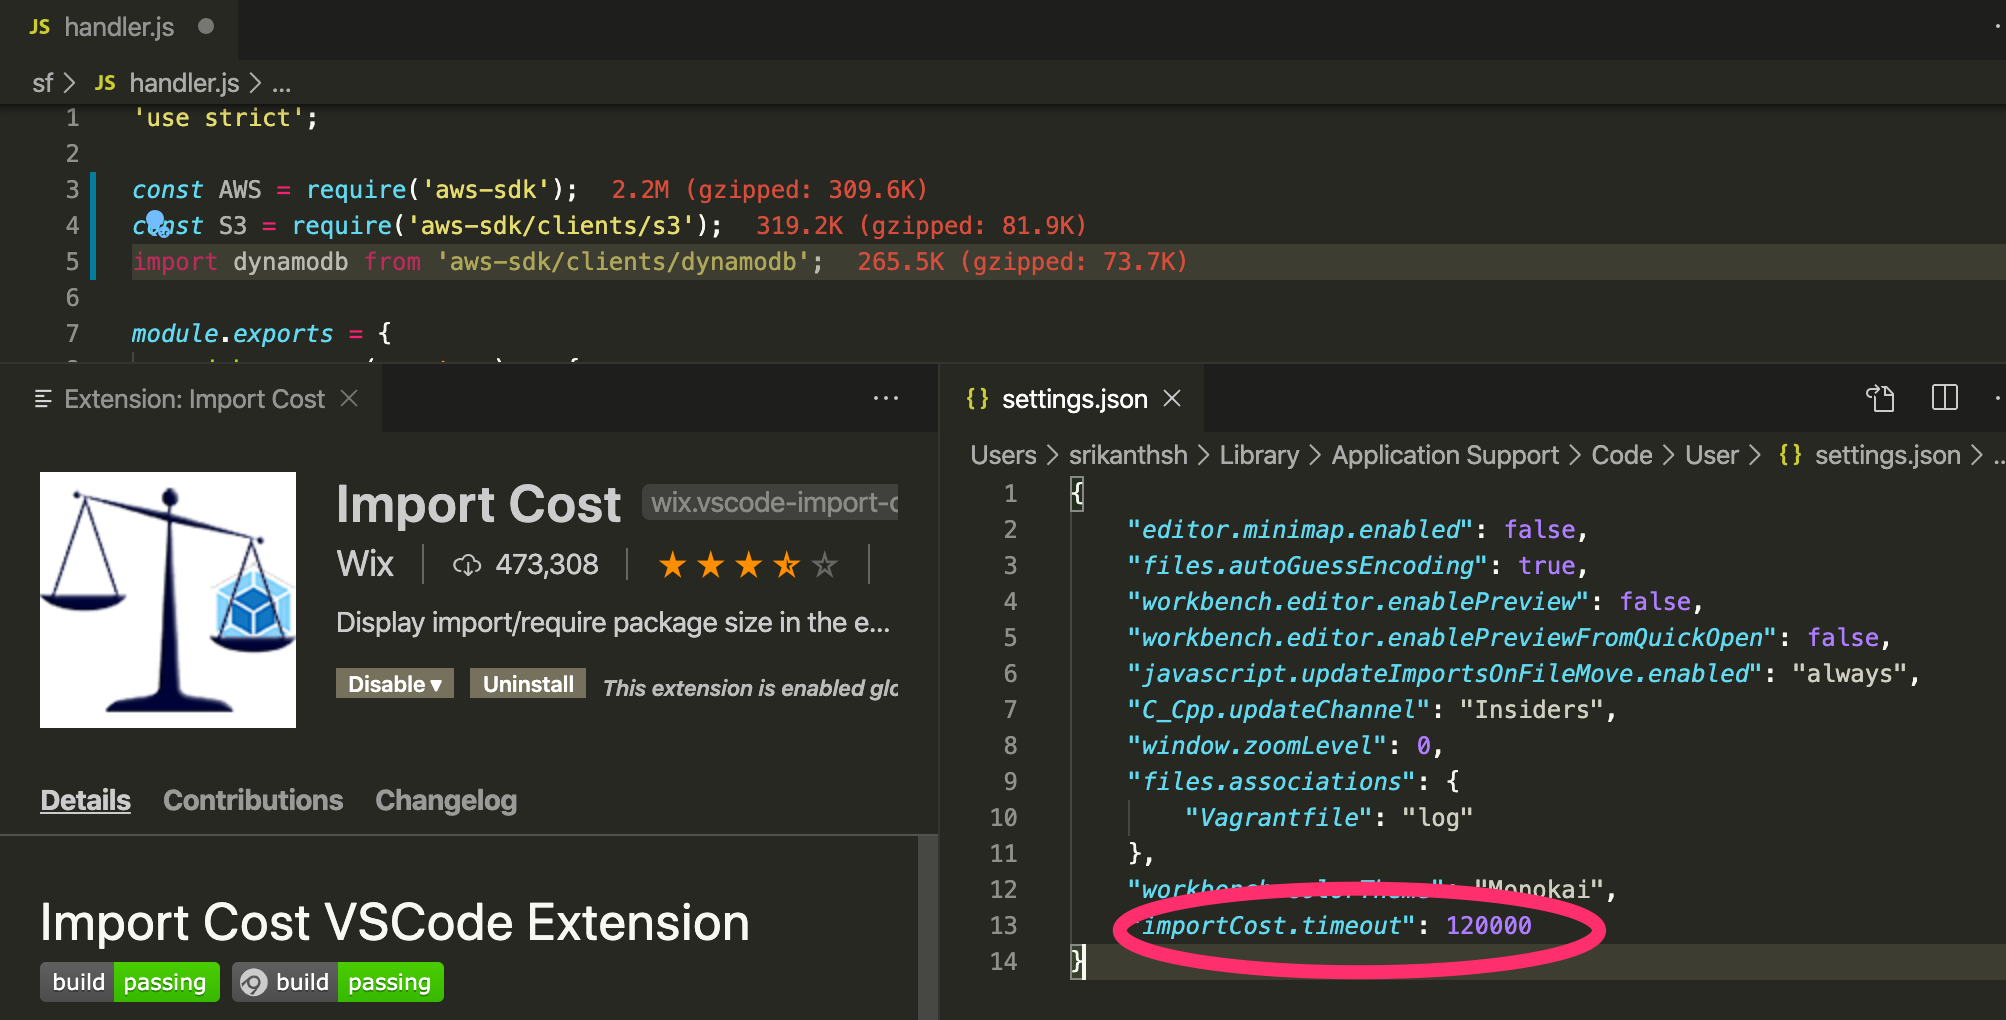 JS handler.js
sf > JS handler.js > ...
1 'use strict';
2
3 const AWS = require('aws-sdk'); 2.2M (gzipped: 309.6K)
4 const S3 = require('aws-sdk/clients/s3'); 319.2K (gzipped: 81.9K)
5 import dynamodb from 'aws-sdk/clients/dynamodb'; 265.5K (gzipped: 73.7K)
6
7 module.exports = {
Extension: Import Cost
Import Cost wix.vscode-import-c
Wix 473,308
Display import/require package size in the e...
Disable ▾ Uninstall This extension is enabled glo
Details Contributions Changelog
Import Cost VSCode Extension
build passing build passing
{} settings.json
Users > srikanthsh > Library > Application Support > Code > User > {} settings.json > ..
1 {
2 "editor.minimap.enabled": false,
3 "files.autoGuessEncoding": true,
4 "workbench.editor.enablePreview": false,
5 "workbench.editor.enablePreviewFromQuickOpen": false,
6 "javascript.updateImportsOnFileMove.enabled": "always",
7 "C_Cpp.updateChannel": "Insiders",
8 "window.zoomLevel": 0,
9 "files.associations": {
10 "Vagrantfile": "log"
11 },
12 "workbench.colorTheme": "Monokai",
13 "importCost.timeout": 120000
14 }